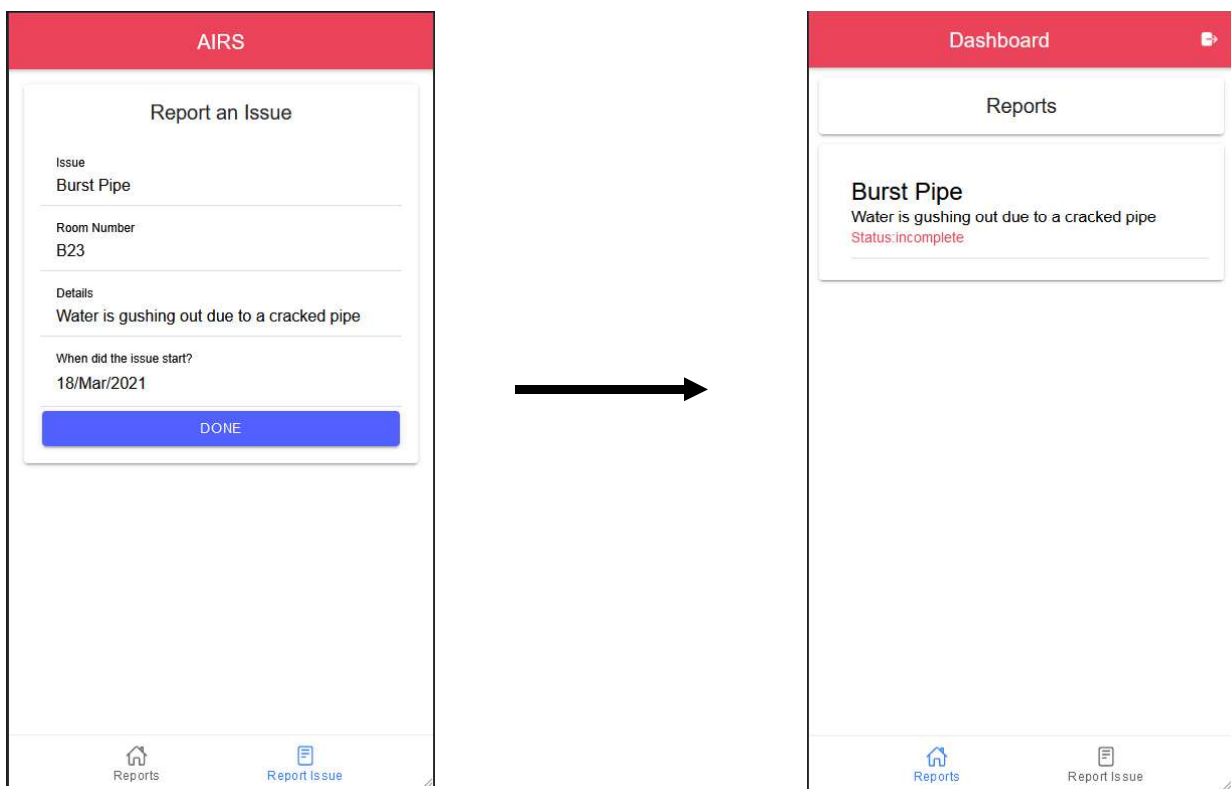 AIRS
Report an Issue
Issue
Burst Pipe
Room Number
B23
Details
Water is gushing out due to a cracked pipe
When did the issue start?
18/Mar/2021
DONE
Reports
Report Issue
Dashboard
Reports
Burst Pipe
Water is gushing out due to a cracked pipe
Status:incomplete
Reports
Report Issue